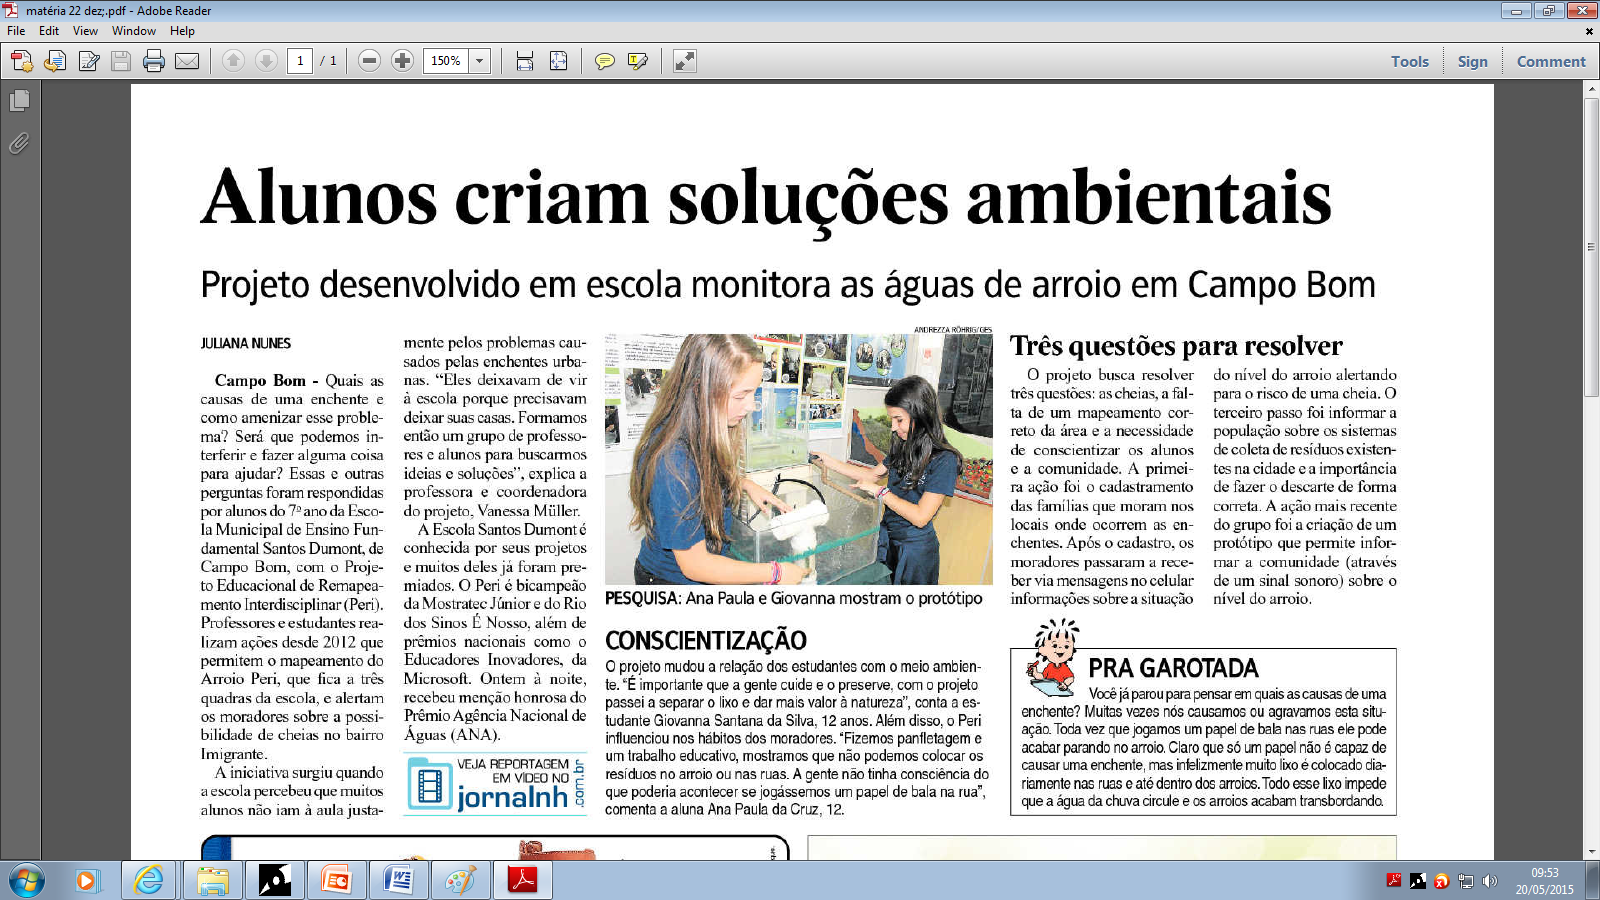 matéria 22 dez;.pdf - Adobe Reader
File Edit View Window Help
1 / 1 150% Tools Sign Comment
Alunos criam soluções ambientais
Projeto desenvolvido em escola monitora as águas de arroio em Campo Bom
JULIANA NUNES
Campo Bom - Quais as
causas de uma enchente e
como amenizar esse proble-
ma? Será que podemos in-
terferir e fazer alguma coisa
para ajudar? Essas e outras
perguntas foram respondidas
por alunos do 7º ano da Esco-
la Municipal de Ensino Fun-
damental Santos Dumont, de
Campo Bom, com o Proje-
to Educacional de Remapea-
mento Interdisciplinar (Peri).
Professores e estudantes rea-
lizam ações desde 2012 que
permitem o mapeamento do
Arroio Peri, que fica a três
quadras da escola, e alertam
os moradores sobre a possi-
bilidade de cheias no bairro
Imigrante.
A iniciativa surgiu quando
a escola percebeu que muitos
alunos não iam à aula justa-
mente pelos problemas cau-
sados pelas enchentes urba-
nas. “Eles deixavam de vir
à escola porque precisavam
deixar suas casas. Formamos
então um grupo de professo-
res e alunos para buscarmos
ideias e soluções”, explica a
professora e coordenadora
do projeto, Vanessa Müller.
A Escola Santos Dumont é
conhecida por seus projetos
e muitos deles já foram pre-
miados. O Peri é bicampeão
da Mostratec Júnior e do Rio
dos Sinos É Nosso, além de
prêmios nacionais como o
Educadores Inovadores, da
Microsoft. Ontem à noite,
recebeu menção honrosa do
Prêmio Agência Nacional de
Águas (ANA).
VEJA REPORTAGEM
EM VÍDEO NO
jornalnh
.com.br
ANDREZZA RÖHRIG/GES
PESQUISA: Ana Paula e Giovanna mostram o protótipo
CONSCIENTIZAÇÃO
O projeto mudou a relação dos estudantes com o meio ambien-
te. “É importante que a gente cuide e o preserve, com o projeto
passei a separar o lixo e dar mais valor à natureza”, conta a es-
tudante Giovanna Santana da Silva, 12 anos. Além disso, o Peri
influenciou nos hábitos dos moradores. “Fizemos panfletagem e
um trabalho educativo, mostramos que não podemos colocar os
resíduos no arroio ou nas ruas. A gente não tinha consciência do
que poderia acontecer se jogássemos um papel de bala na rua”,
comenta a aluna Ana Paula da Cruz, 12.
Três questões para resolver
O projeto busca resolver
três questões: as cheias, a fal-
ta de um mapeamento cor-
reto da área e a necessidade
de conscientizar os alunos
e a comunidade. A primei-
ra ação foi o cadastramento
das famílias que moram nos
locais onde ocorrem as en-
chentes. Após o cadastro, os
moradores passaram a rece-
ber via mensagens no celular
informações sobre a situação
do nível do arroio alertando
para o risco de uma cheia. O
terceiro passo foi informar a
população sobre os sistemas
de coleta de resíduos existen-
tes na cidade e a importância
de fazer o descarte de forma
correta. A ação mais recente
do grupo foi a criação de um
protótipo que permite infor-
mar a comunidade (através
de um sinal sonoro) sobre o
nível do arroio.
PRA GAROTADA
Você já parou para pensar em quais as causas de uma
enchente? Muitas vezes nós causamos ou agravamos esta situ-
ação. Toda vez que jogamos um papel de bala nas ruas ele pode
acabar parando no arroio. Claro que só um papel não é capaz de
causar uma enchente, mas infelizmente muito lixo é colocado dia-
riamente nas ruas e até dentro dos arroios. Todo esse lixo impede
que a água da chuva circule e os arroios acabam transbordando.
09:53
20/05/2015